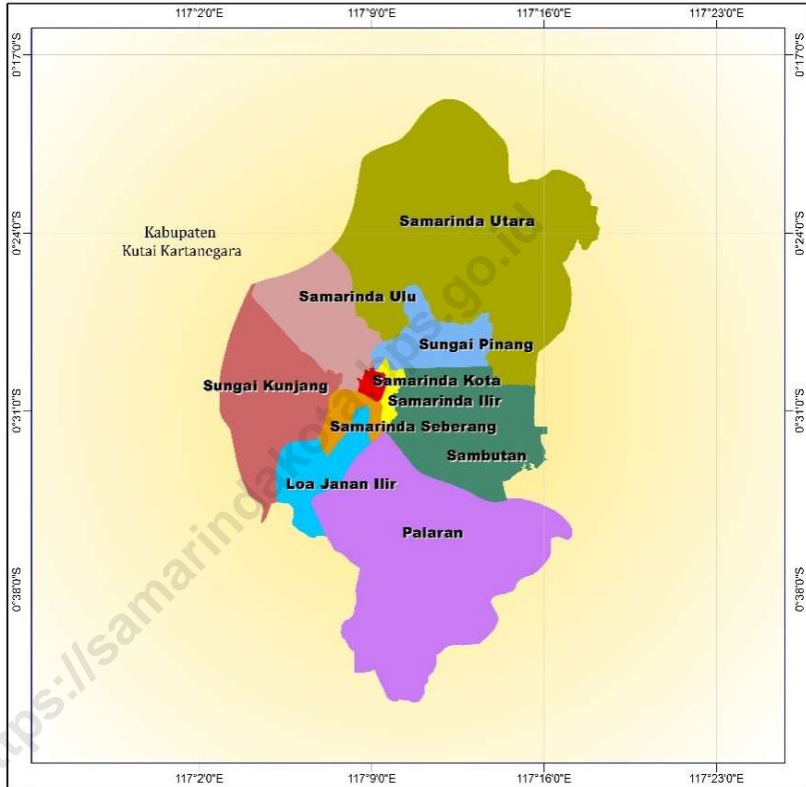 117°2'0"E
117°9'0"E
117°16'0"E
117°23'0"E
0°17'0"S
0°17'0"S
Samarinda Utara
Kabupaten
Kutai Kartanegara
0°24'0"S
0°24'0"S
Samarinda Ulu
Sungai Pinang
Samarinda Kota
Sungai Kunjang
Samarinda Ilir
0°31'0"S
0°31'0"S
Samarinda Seberang
Sambutan
Loa Janan Ilir
Palaran
0°38'0"S
0°38'0"S
https://samarindakota.bps.go.id
117°2'0"E
117°9'0"E
117°16'0"E
117°23'0"E